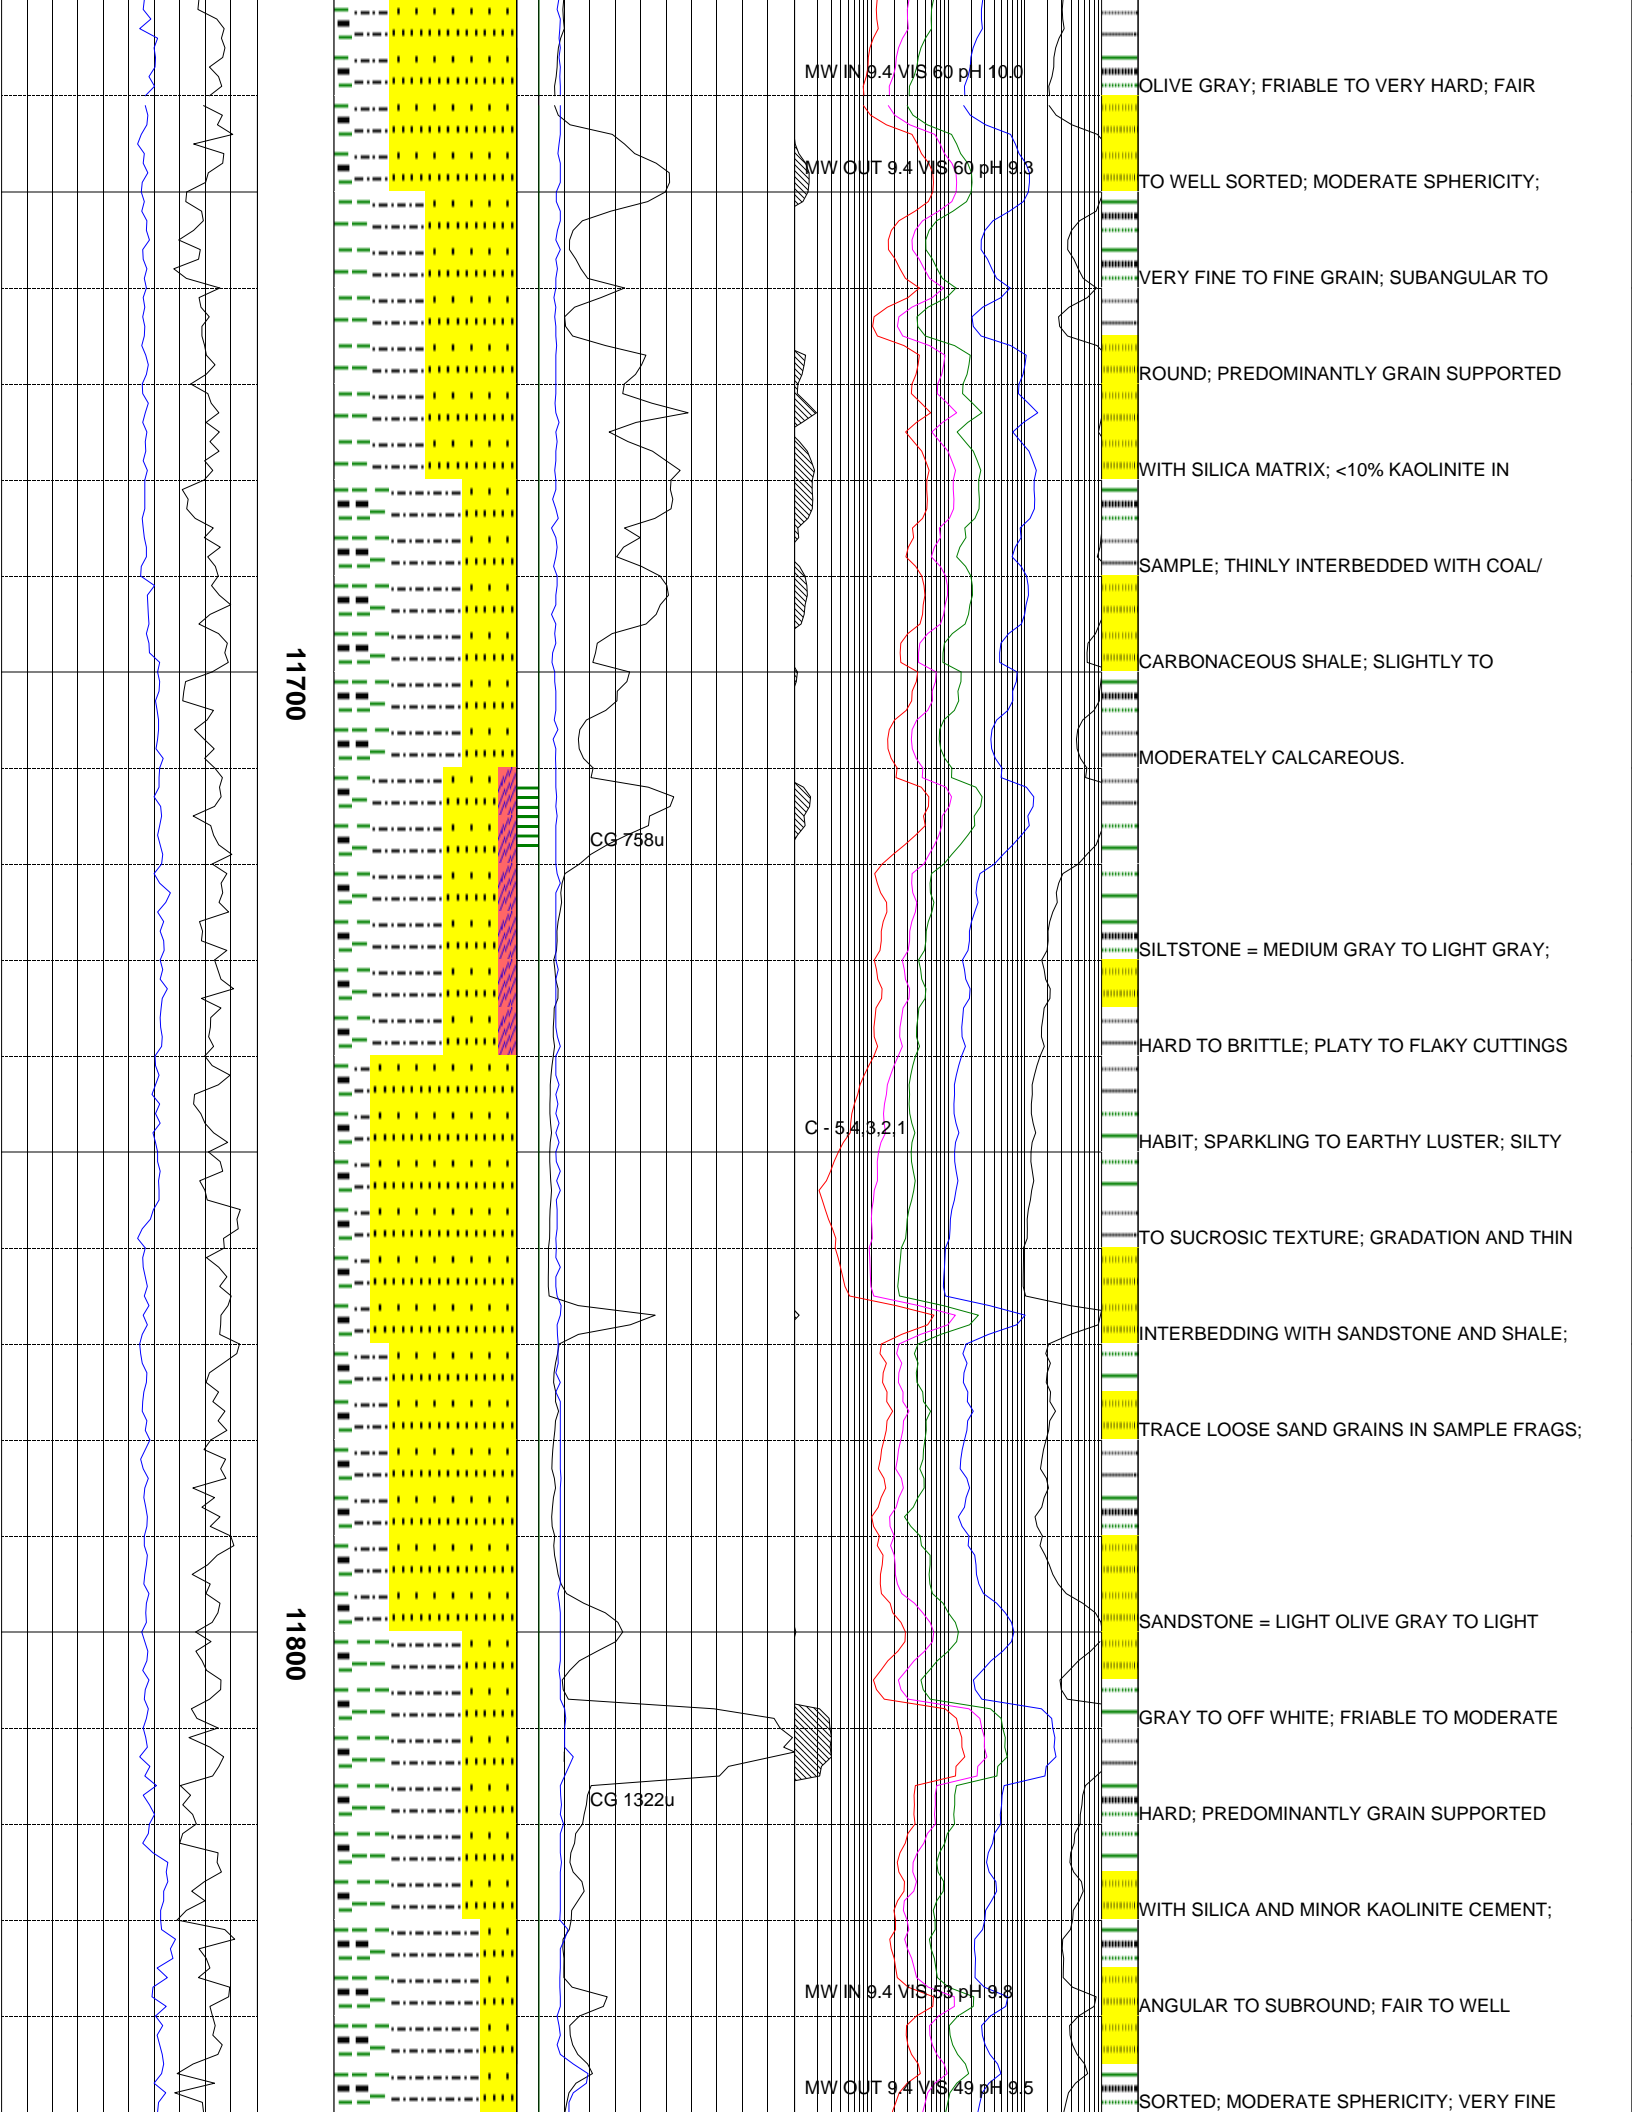 MW IN 9.4 VIS 60 pH 10.0
OLIVE GRAY; FRIABLE TO VERY HARD; FAIR
MW OUT 9.4 VIS 60 pH 9.3
TO WELL SORTED; MODERATE SPHERICITY;
VERY FINE TO FINE GRAIN; SUBANGULAR TO
ROUND; PREDOMINANTLY GRAIN SUPPORTED
WITH SILICA MATRIX; <10% KAOLINITE IN
SAMPLE; THINLY INTERBEDDED WITH COAL/
CARBONACEOUS SHALE; SLIGHTLY TO
11700
MODERATELY CALCAREOUS.
CG 758u
SILTSTONE = MEDIUM GRAY TO LIGHT GRAY;
HARD TO BRITTLE; PLATY TO FLAKY CUTTINGS
C - 5,4,3,2,1
HABIT; SPARKLING TO EARTHY LUSTER; SILTY
TO SUCROSIC TEXTURE; GRADATION AND THIN
INTERBEDDING WITH SANDSTONE AND SHALE;
TRACE LOOSE SAND GRAINS IN SAMPLE FRAGS;
SANDSTONE = LIGHT OLIVE GRAY TO LIGHT
11800
GRAY TO OFF WHITE; FRIABLE TO MODERATE
CG 1322u
HARD; PREDOMINANTLY GRAIN SUPPORTED
WITH SILICA AND MINOR KAOLINITE CEMENT;
MW IN 9.4 VIS 53 pH 9.8
ANGULAR TO SUBROUND; FAIR TO WELL
MW OUT 9.4 VIS 49 pH 9.5
SORTED; MODERATE SPHERICITY; VERY FINE